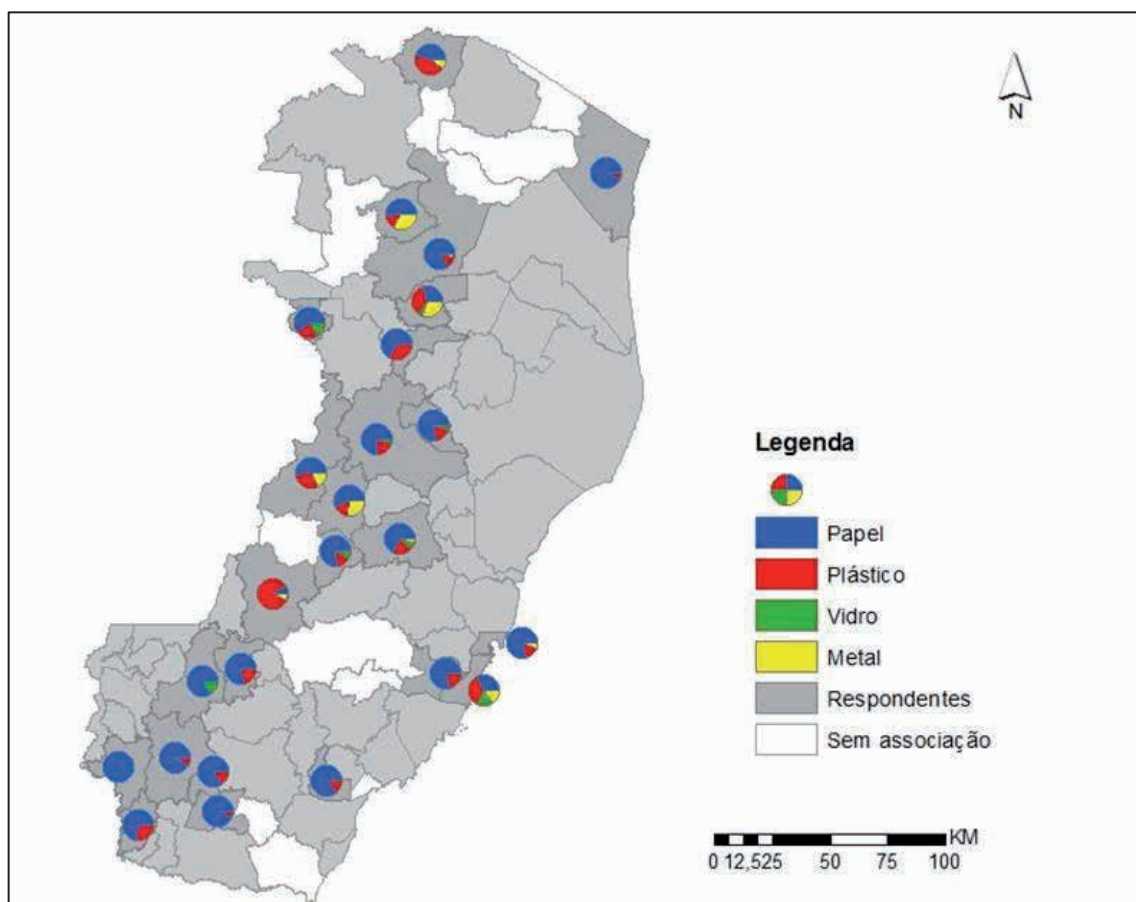 N
Legenda
Papel
Plástico
Vidro
Metal
Respondentes
Sem associação
KM
0 12,525 50 75 100